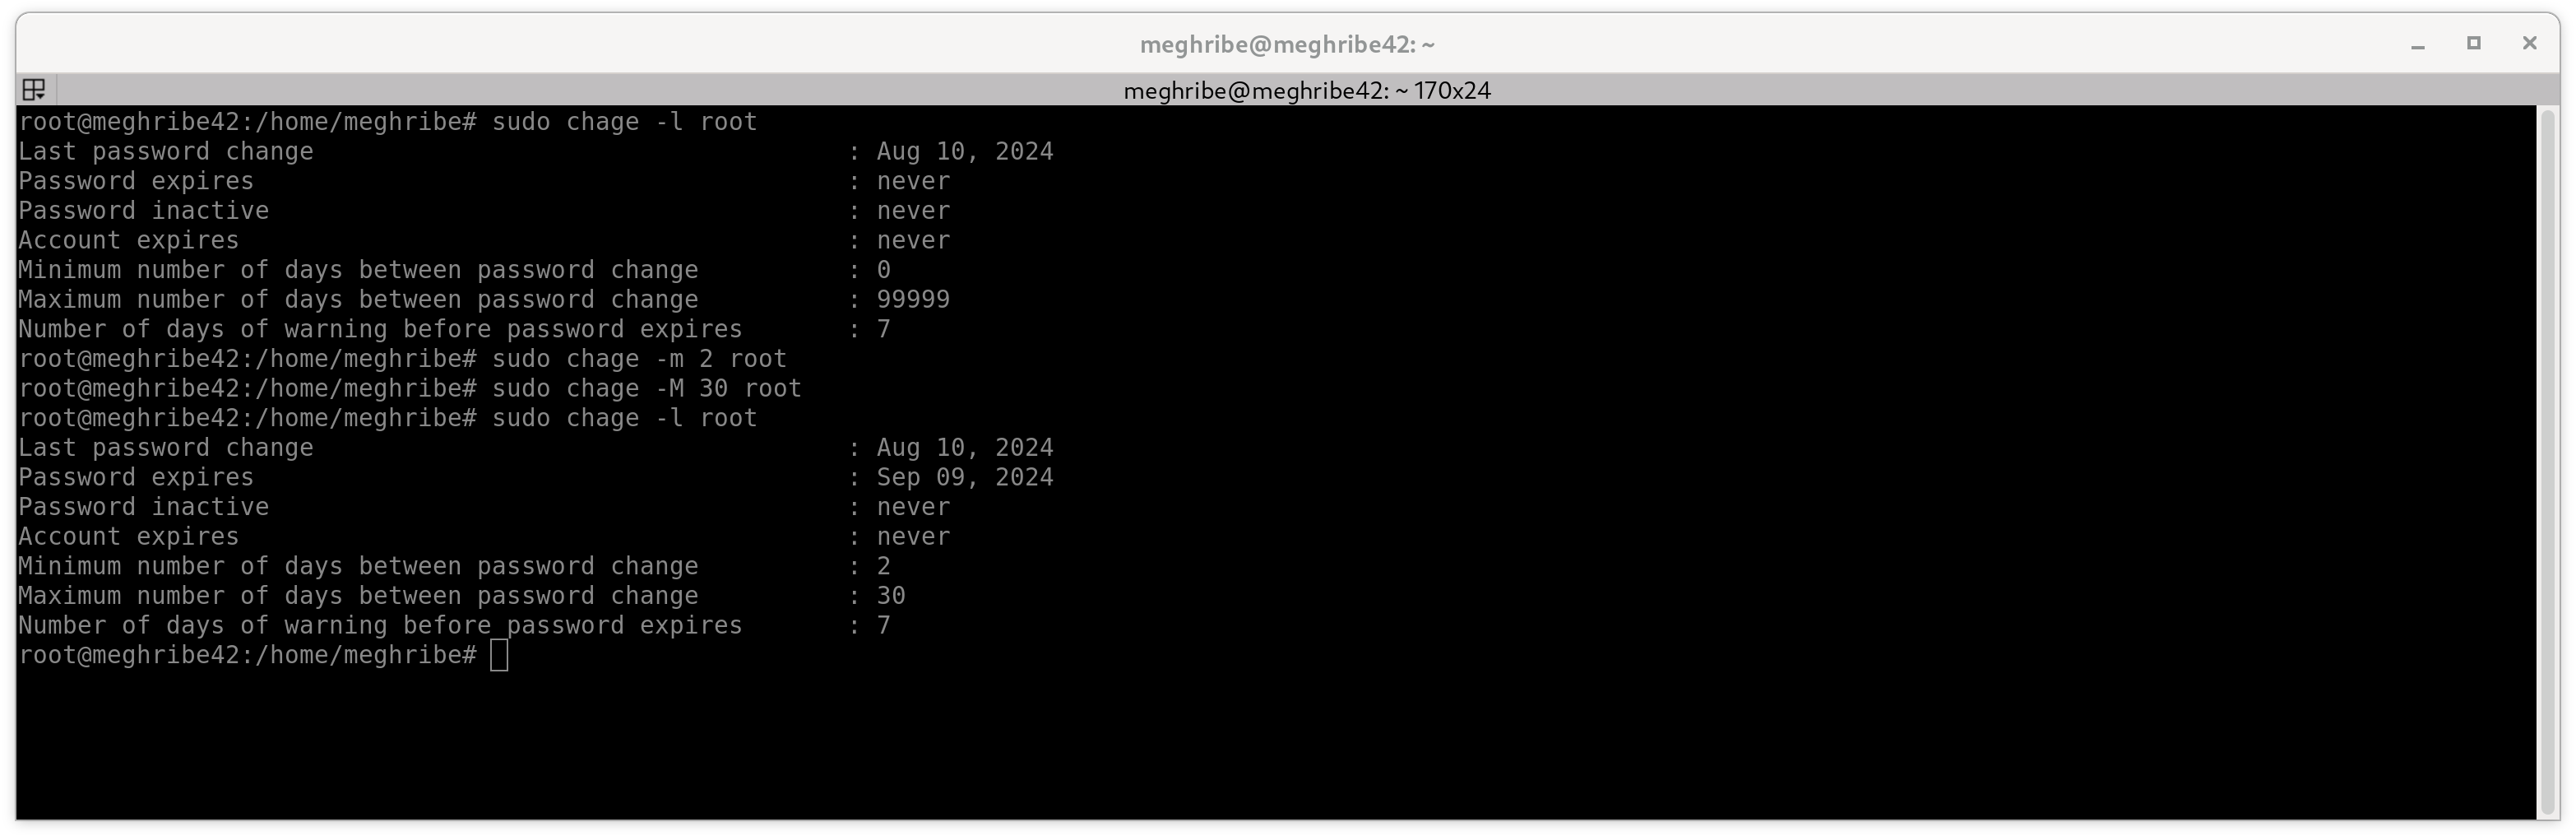 meghribe@meghribe42: ~
meghribe@meghribe42: ~ 170x24
root@meghribe42:/home/meghribe# sudo chage -l root
Last password change : Aug 10, 2024
Password expires : never
Password inactive : never
Account expires : never
Minimum number of days between password change : 0
Maximum number of days between password change : 99999
Number of days of warning before password expires : 7
root@meghribe42:/home/meghribe# sudo chage -m 2 root
root@meghribe42:/home/meghribe# sudo chage -M 30 root
root@meghribe42:/home/meghribe# sudo chage -l root
Last password change : Aug 10, 2024
Password expires : Sep 09, 2024
Password inactive : never
Account expires : never
Minimum number of days between password change : 2
Maximum number of days between password change : 30
Number of days of warning before password expires : 7
root@meghribe42:/home/meghribe#